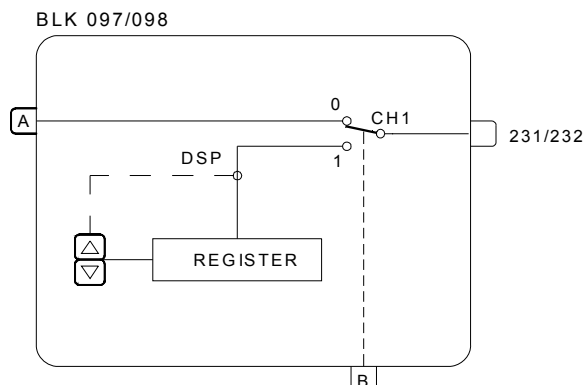 BLK 097/098
A
0
CH1
231/232
1
DSP
REGISTER
B